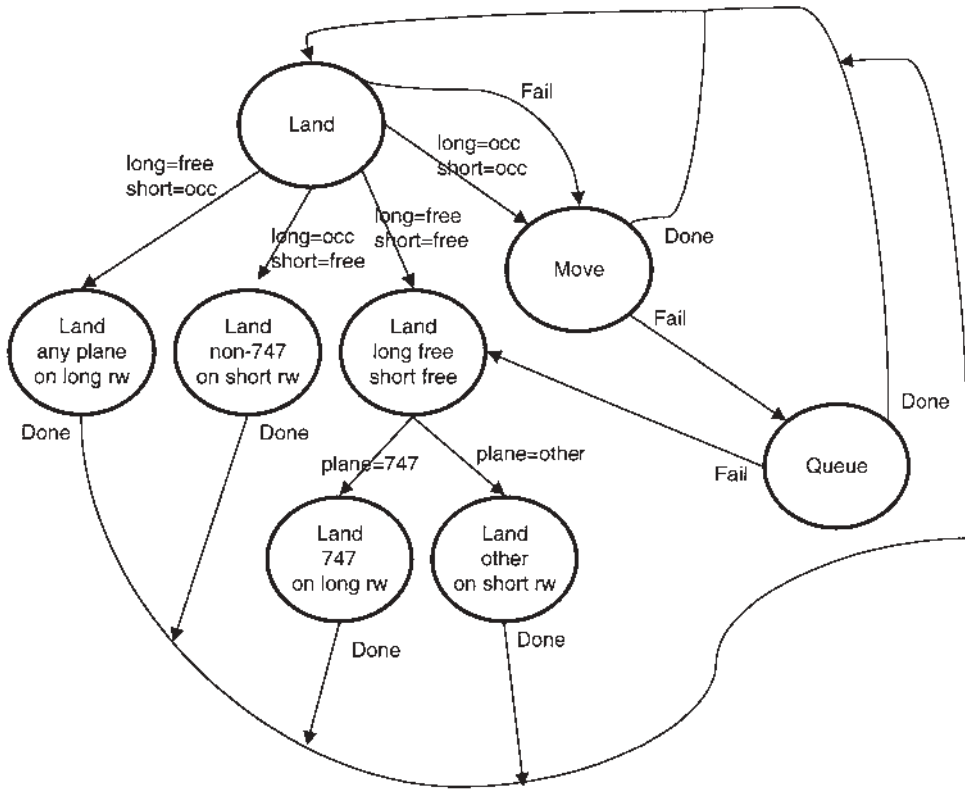 Land
Fail
long=free
short=occ
long=occ
short=occ
long=occ
short=free
long=free
short=free
Move
Done
Fail
Land
any plane
on long rw
Land
non-747
on short rw
Land
long free
short free
Done
Done
Done
plane=747
plane=other
Fail
Queue
Land
747
on long rw
Land
other
on short rw
Done
Done